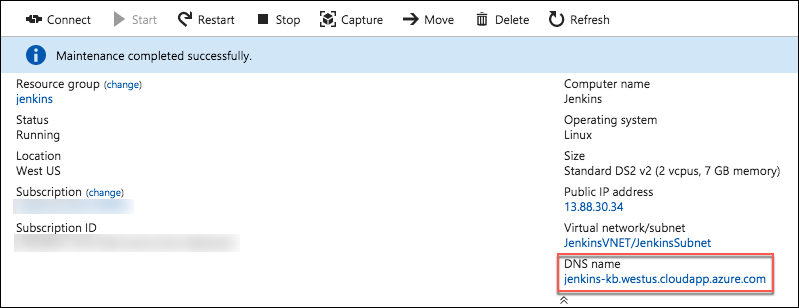 Connect Start Restart Stop Capture Move Delete Refresh
Maintenance completed successfully.
Resource group (change)
jenkins
Status
Running
Location
West US
Subscription (change)
Subscription ID
Computer name
Jenkins
Operating system
Linux
Size
Standard DS2 v2 (2 vcpus, 7 GB memory)
Public IP address
13.88.30.34
Virtual network/subnet
JenkinsVNET/JenkinsSubnet
DNS name
jenkins-kb.westus.cloudapp.azure.com